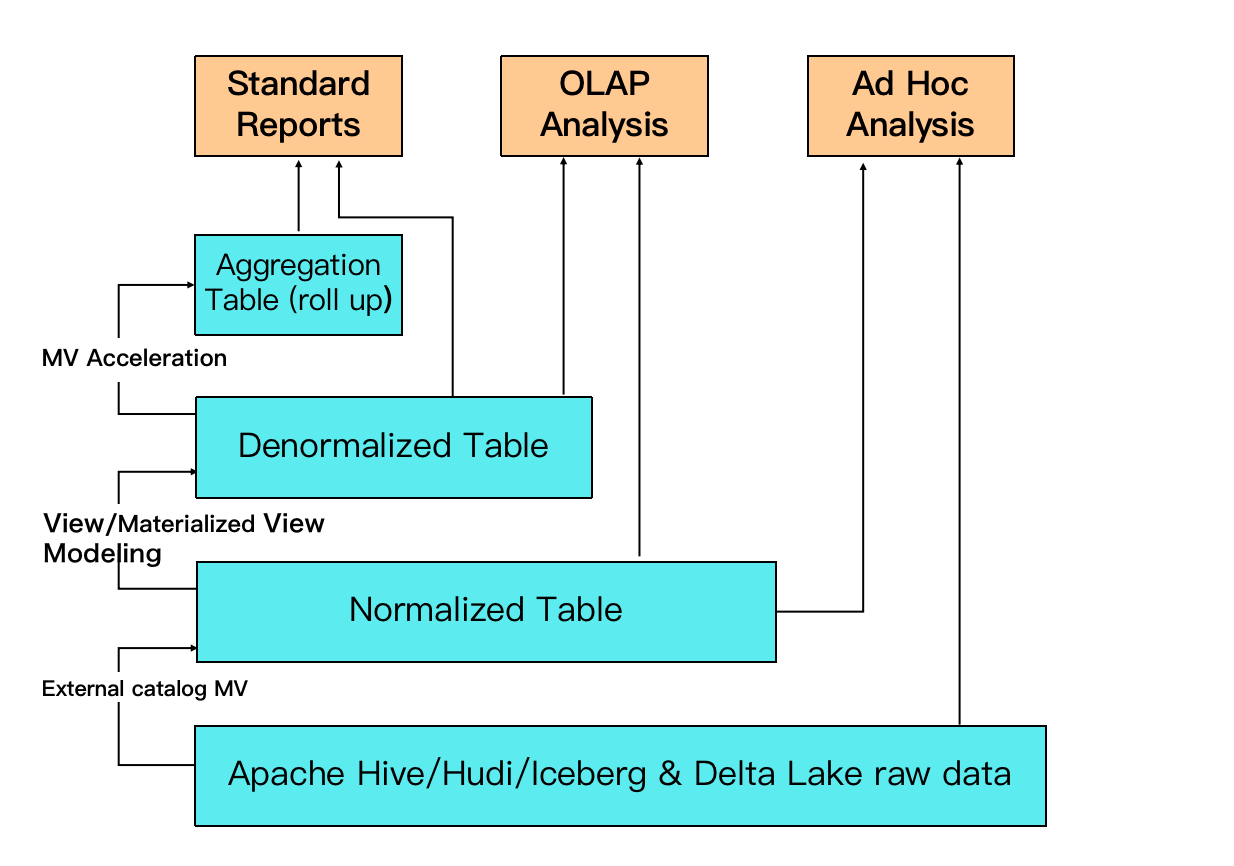 Standard
Reports
OLAP
Analysis
Ad Hoc
Analysis
Aggregation
Table (roll up)
MV Acceleration
Denormalized Table
View/Materialized View
Modeling
Normalized Table
External catalog MV
Apache Hive/Hudi/Iceberg & Delta Lake raw data